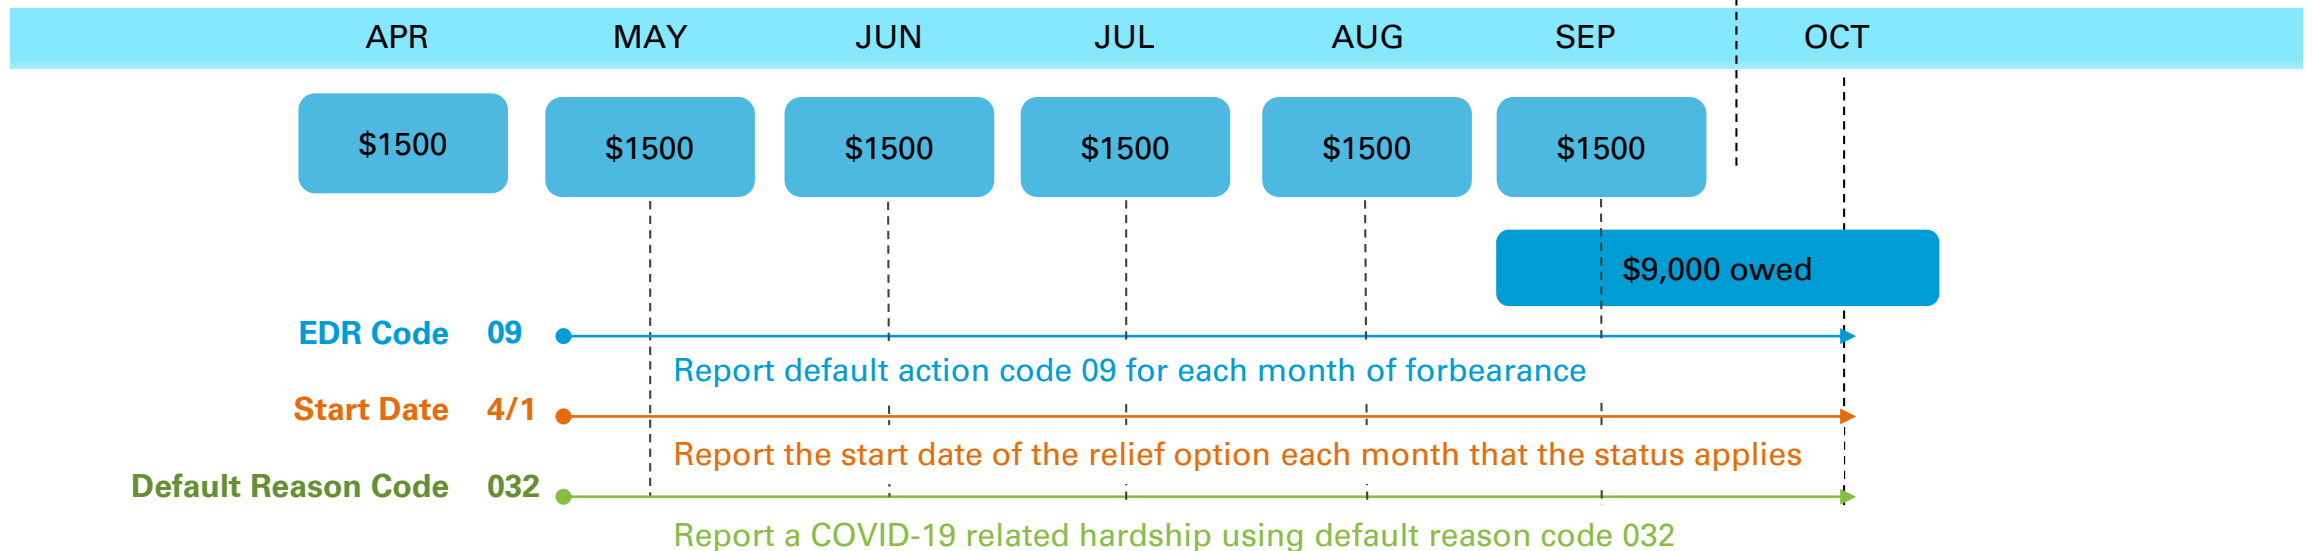 APR MAY JUN JUL AUG SEP OCT
$1500 $1500 $1500 $1500 $1500 $1500
$9,000 owed
EDR Code 09
Report default action code 09 for each month of forbearance
Start Date 4/1
Report the start date of the relief option each month that the status applies
Default Reason Code 032
Report a COVID-19 related hardship using default reason code 032